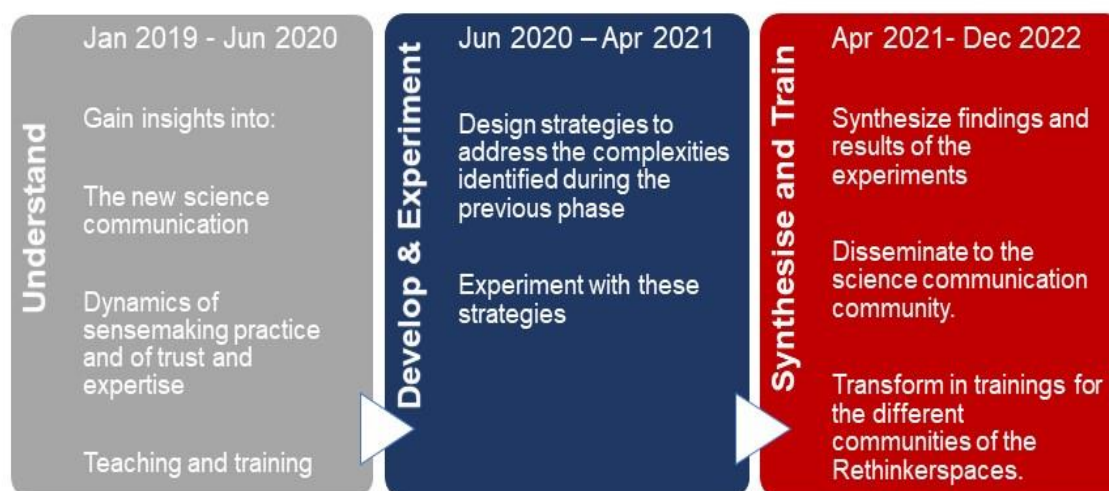 Understand
Jan 2019 - Jun 2020
Gain insights into:
The new science
communication
Dynamics of
sensemaking practice
and of trust and
expertise
Teaching and training
Develop & Experiment
Jun 2020 – Apr 2021
Design strategies to
address the complexities
identified during the
previous phase
Experiment with these
strategies
Synthesise and Train
Apr 2021- Dec 2022
Synthesize findings and
results of the
experiments
Disseminate to the
science communication
community.
Transform in trainings for
the different
communities of the
Rethinkerspaces.